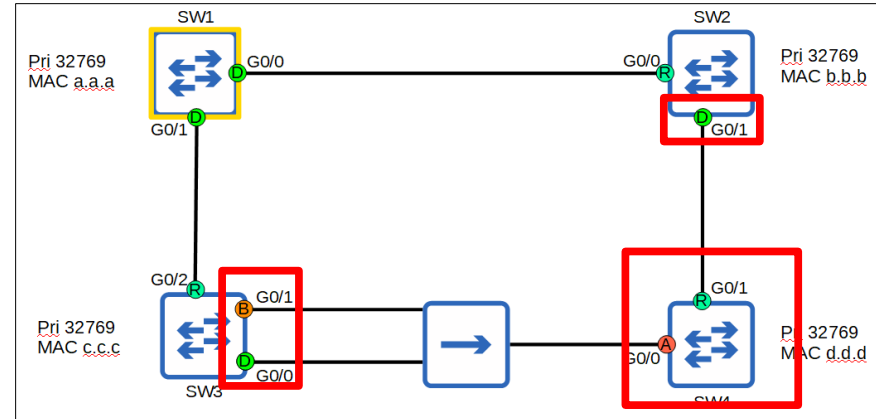 SW1
SW2
Pri 32769
MAC a.a.a
D
G0/0
G0/0
R
Pri 32769
MAC b.b.b
D
G0/1
D
G0/1
G0/2
R
G0/1
R
B
G0/1
Pri 32769
MAC c.c.c
Pri 32769
MAC d.d.d
D
G0/0
G0/0
A
SW3
SW4